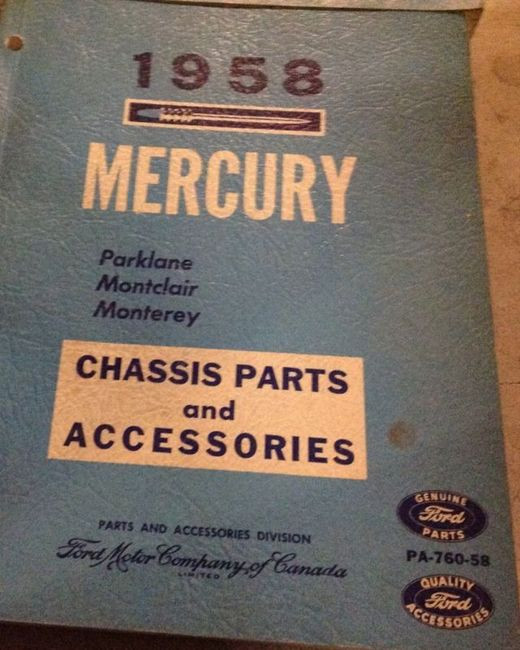 1958
MERCURY
Parklane
Montclair
Monterey
CHASSIS PARTS
and
ACCESSORIES
PARTS AND ACCESSORIES DIVISION
Ford Motor Company of Canada
LIMITED
GENUINE
Ford
PARTS
PA-760-58
QUALITY
Ford
ACCESSORIES